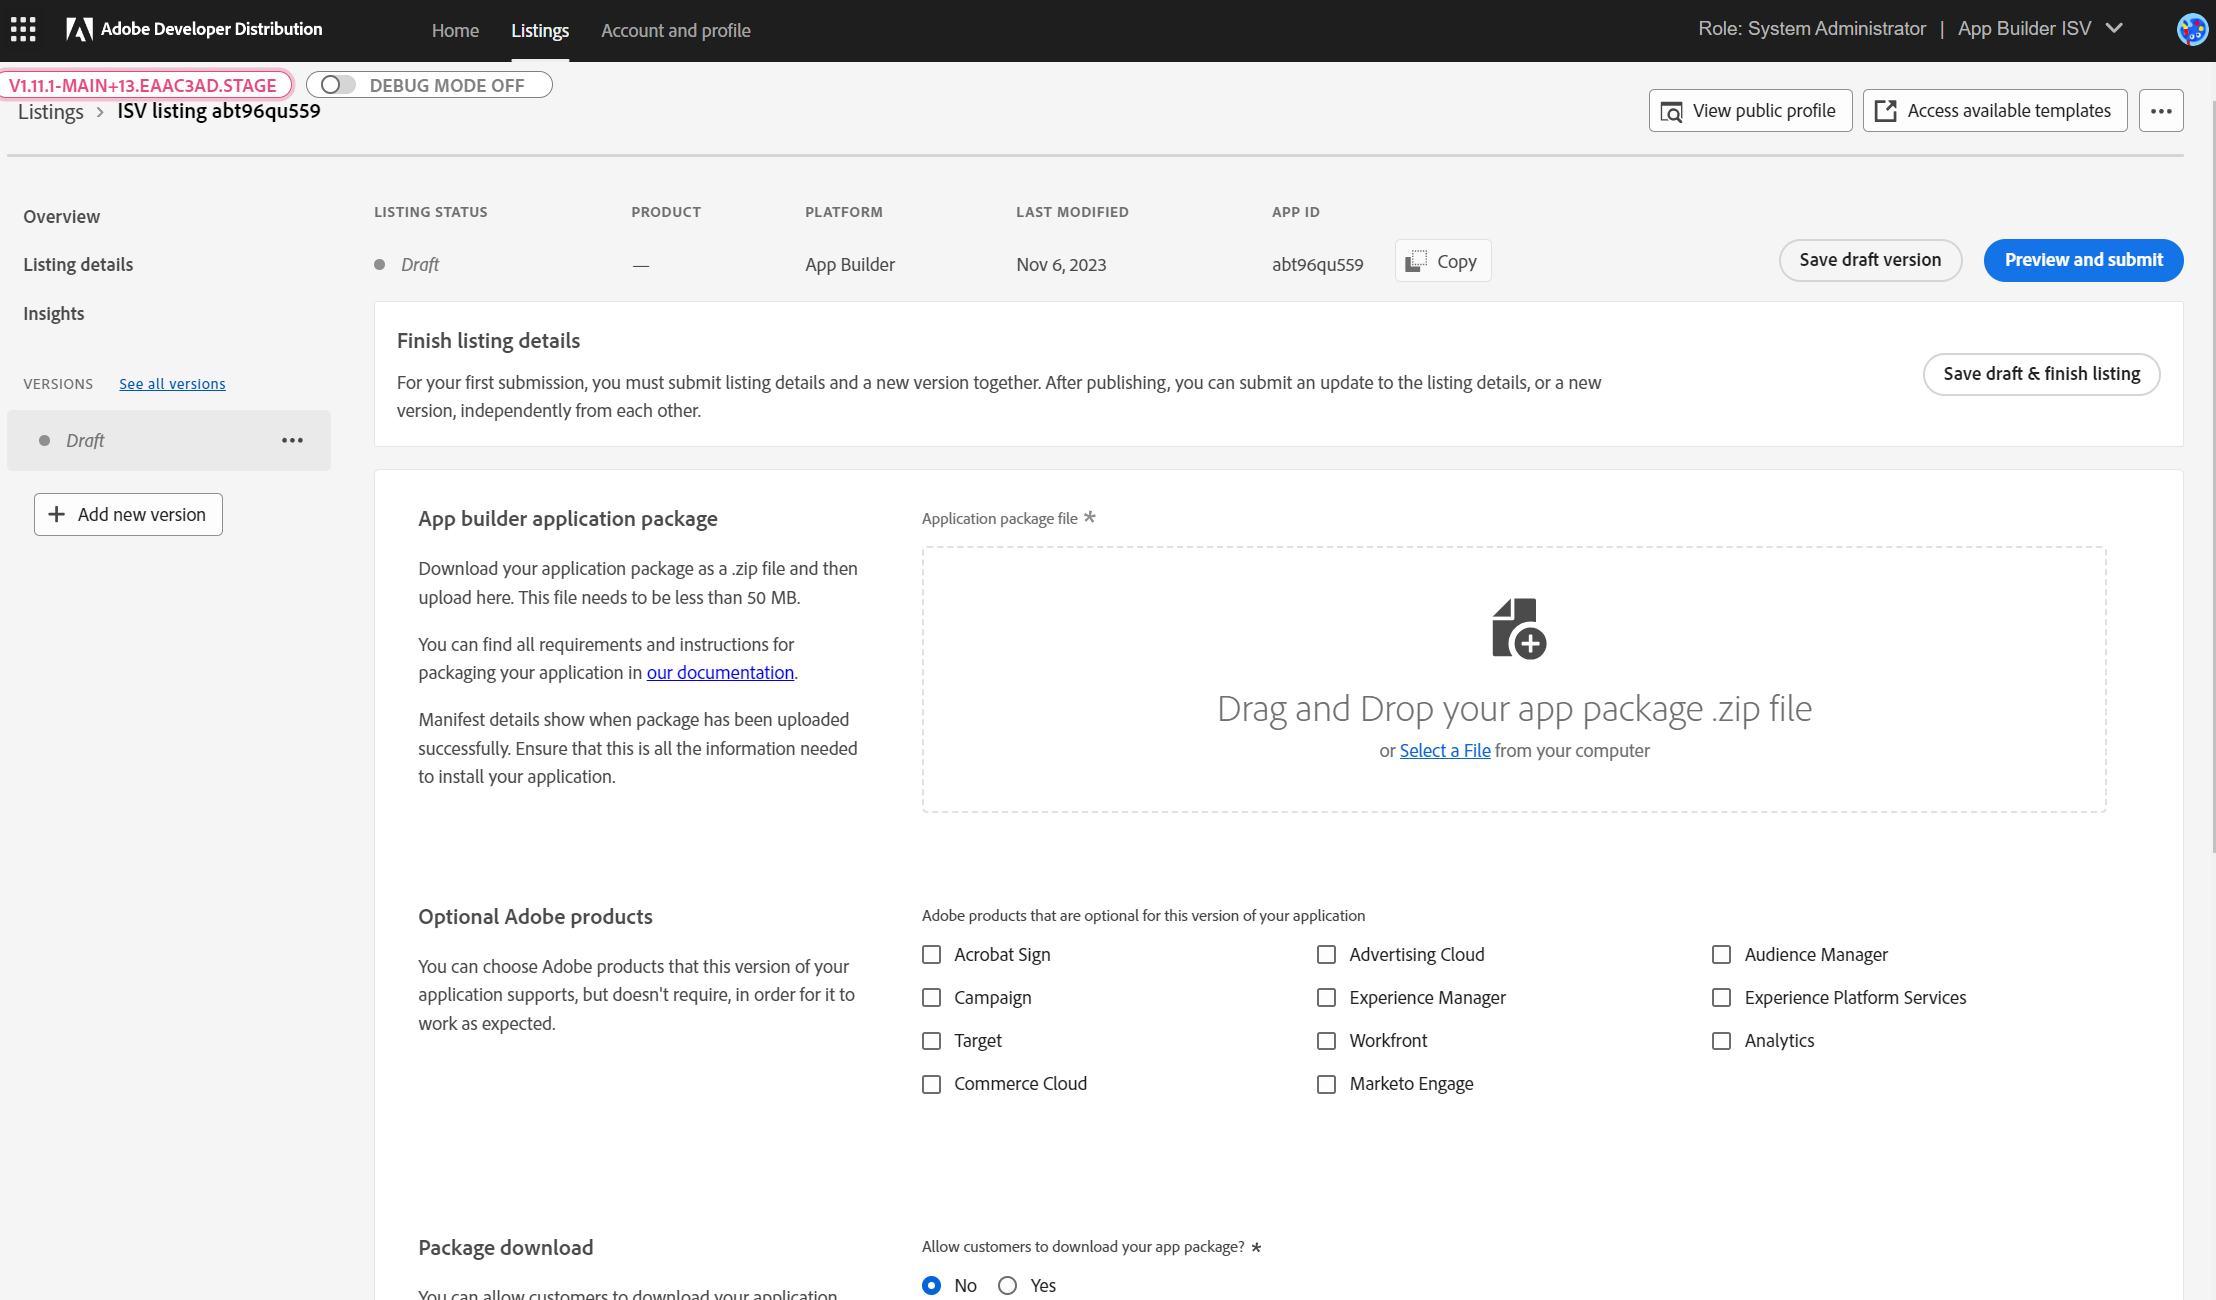 Adobe Developer Distribution
Home
Listings
Account and profile
Role: System Administrator | App Builder ISV
V1.11.1-MAIN+13.EAAC3AD.STAGE
DEBUG MODE OFF
Listings > ISV listing abt96qu559
View public profile
Access available templates
Overview
Listing details
Insights
VERSIONS
See all versions
Draft
Add new version
LISTING STATUS
PRODUCT
PLATFORM
LAST MODIFIED
APP ID
Draft
—
App Builder
Nov 6, 2023
abt96qu559
Copy
Save draft version
Preview and submit
Finish listing details
For your first submission, you must submit listing details and a new version together. After publishing, you can submit an update to the listing details, or a new
version, independently from each other.
Save draft & finish listing
App builder application package
Download your application package as a .zip file and then
upload here. This file needs to be less than 50 MB.
You can find all requirements and instructions for
packaging your application in our documentation.
Manifest details show when package has been uploaded
successfully. Ensure that this is all the information needed
to install your application.
Application package file *
Drag and Drop your app package .zip file
or Select a File from your computer
Optional Adobe products
You can choose Adobe products that this version of your
application supports, but doesn't require, in order for it to
work as expected.
Adobe products that are optional for this version of your application
Acrobat Sign
Advertising Cloud
Audience Manager
Campaign
Experience Manager
Experience Platform Services
Target
Workfront
Analytics
Commerce Cloud
Marketo Engage
Package download
You can allow customers to download your application
Allow customers to download your app package? *
No
Yes